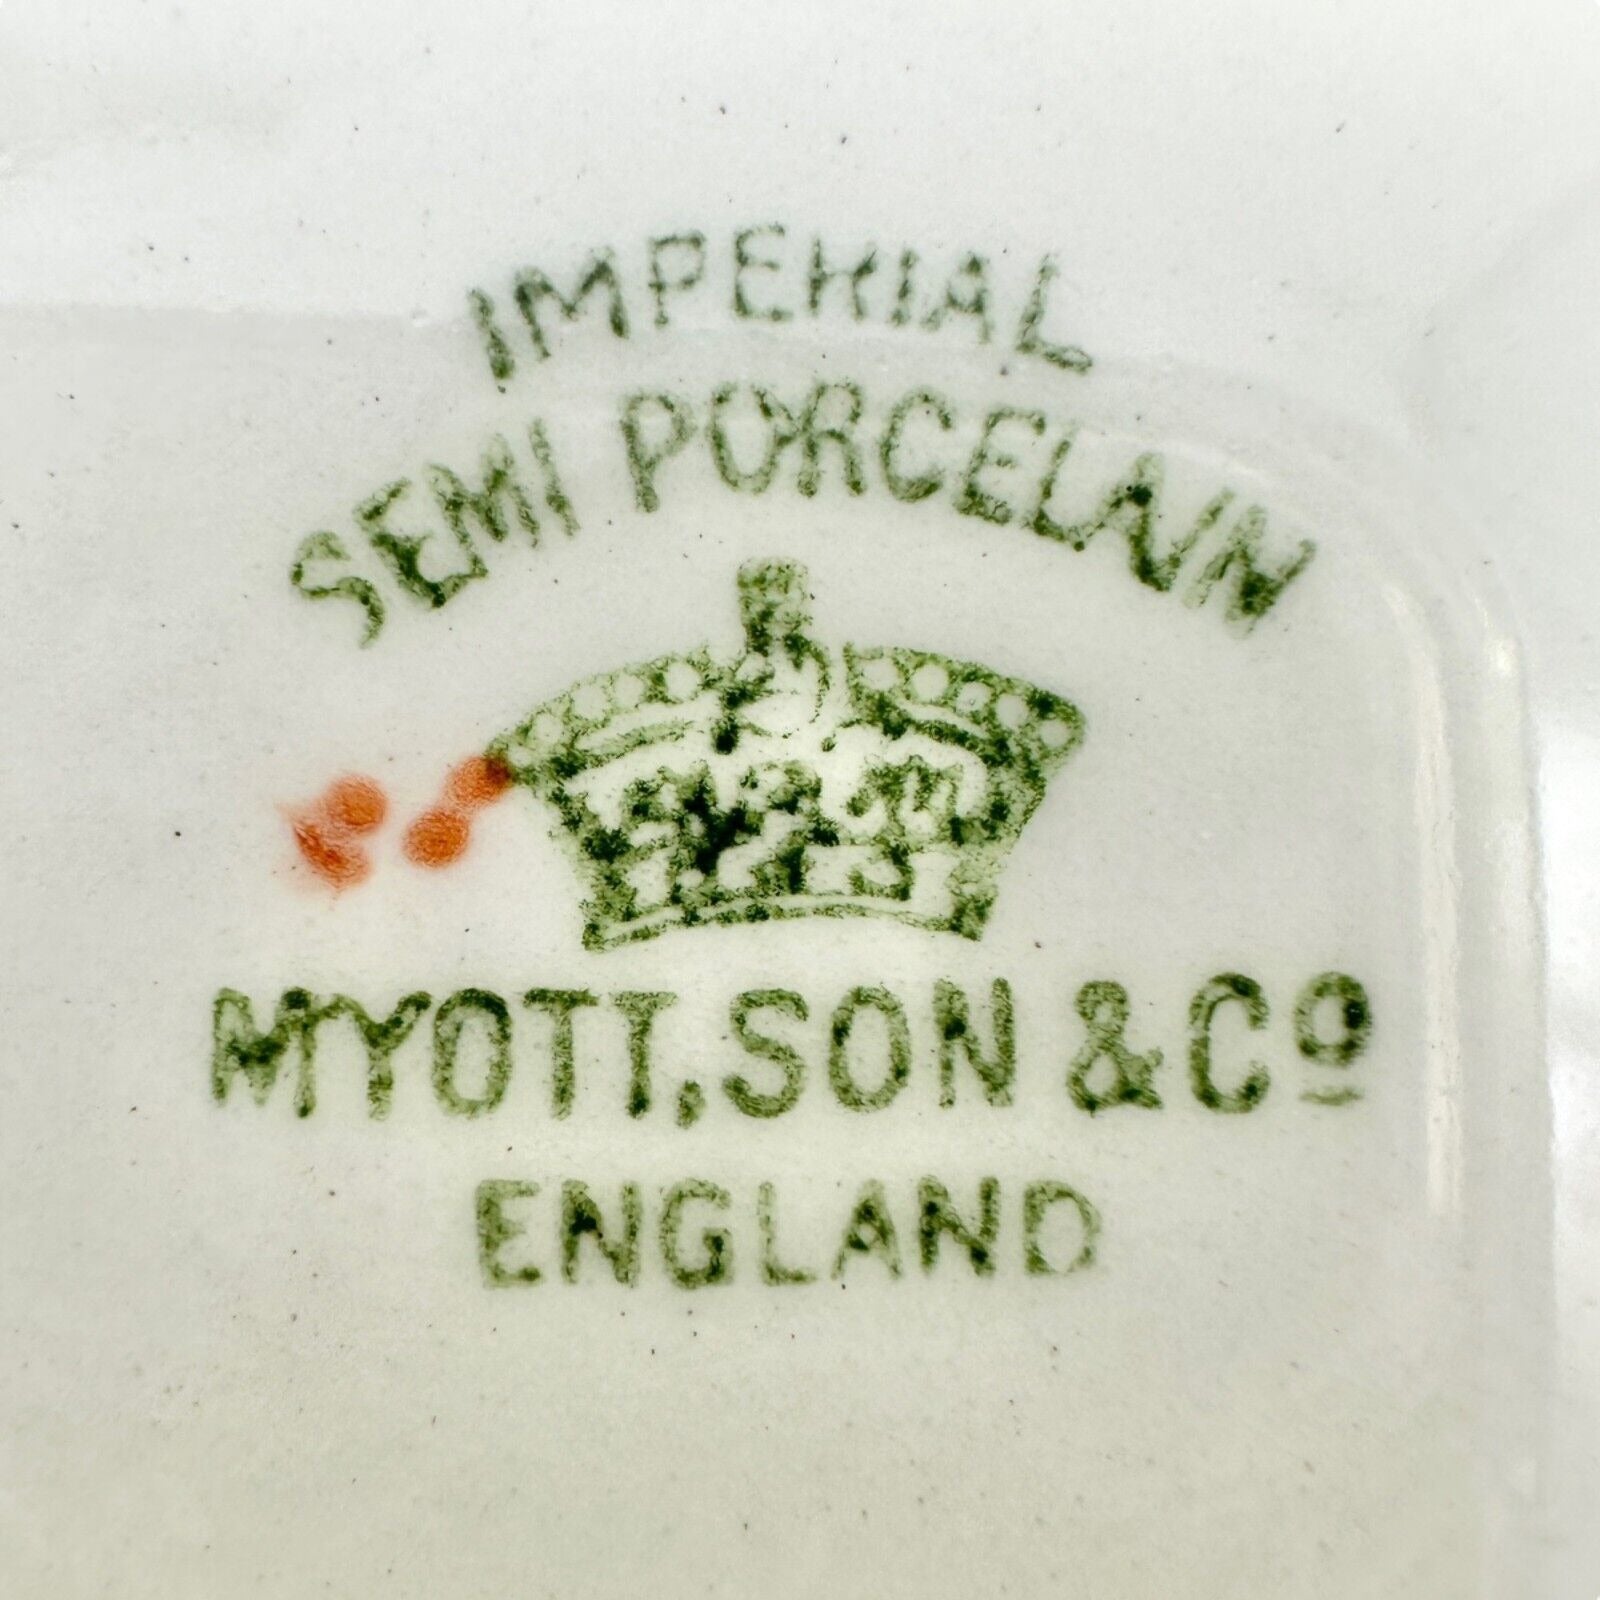 IMPERIAL
SEMI PORCELAIN
MYOTT, SON & Cº
ENGLAND